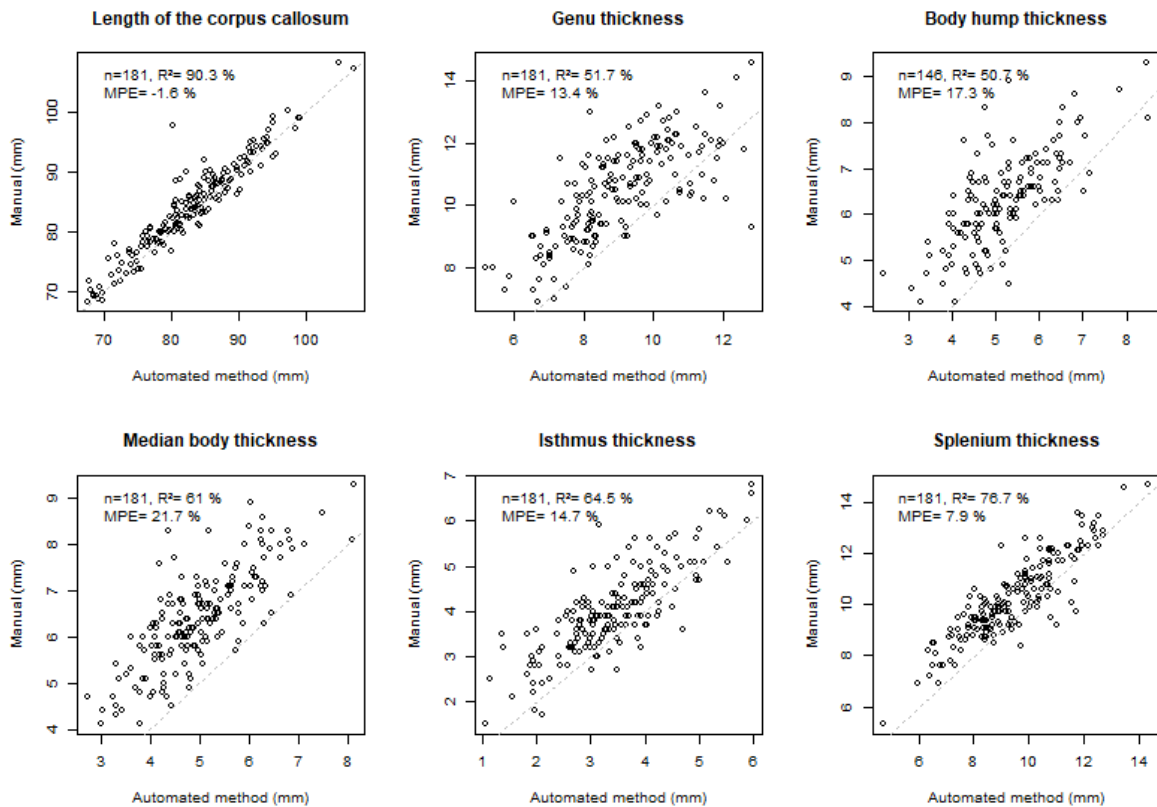 Length of the corpus callosum
n=181, R²= 90.3 %
MPE= -1.6 %
Manual (mm)
70 80 90 100
70 80 90 100
Automated method (mm)
Genu thickness
n=181, R²= 51.7 %
MPE= 13.4 %
Manual (mm)
8 10 12 14
6 8 10 12
Automated method (mm)
Body hump thickness
n=146, R²= 50.7 %
MPE= 17.3 %
Manual (mm)
4 5 6 7 8 9
3 4 5 6 7 8
Automated method (mm)
Median body thickness
n=181, R²= 61 %
MPE= 21.7 %
Manual (mm)
4 5 6 7 8 9
3 4 5 6 7 8
Automated method (mm)
Isthmus thickness
n=181, R²= 64.5 %
MPE= 14.7 %
Manual (mm)
2 3 4 5 6 7
1 2 3 4 5 6
Automated method (mm)
Splenium thickness
n=181, R²= 76.7 %
MPE= 7.9 %
Manual (mm)
6 8 10 12 14
6 8 10 12 14
Automated method (mm)